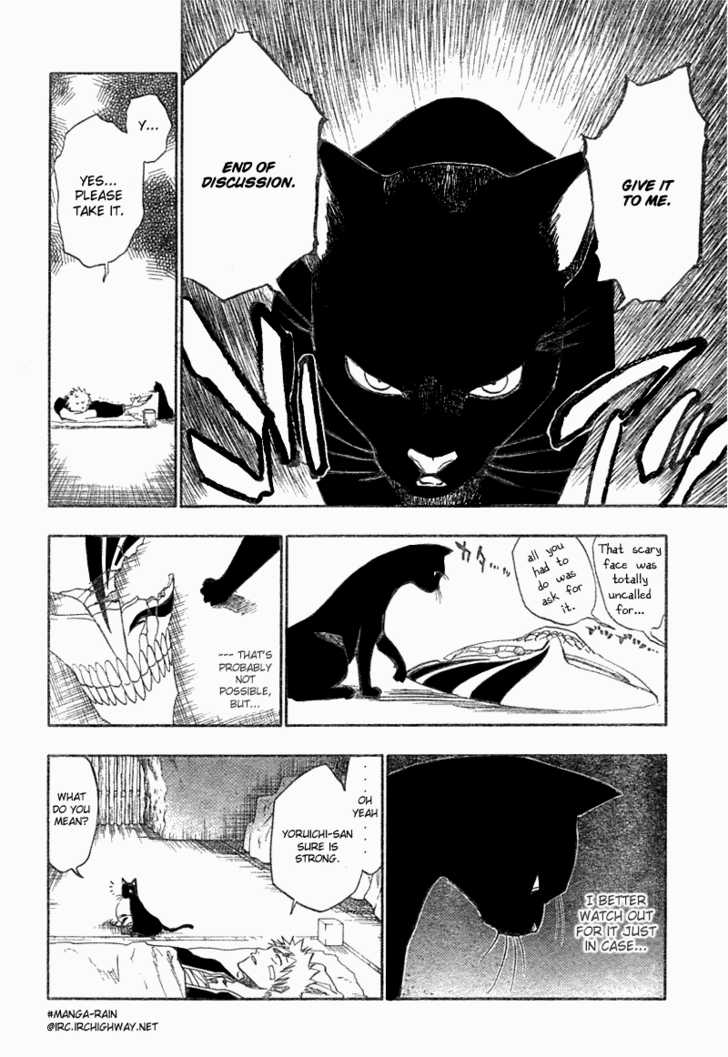 GIVE IT
TO ME.
END OF
DISCUSSION.
Y...
YES...
PLEASE
TAKE IT.
That scary
face was
totally
uncalled
for...
all you
had to
do was
ask for
it.
カタ...
--- THAT'S
PROBABLY
NOT
POSSIBLE,
BUT...
I BETTER
WATCH OUT
FOR IT JUST
IN CASE...
OH
YEAH
YORUICHI-SAN
SURE IS
STRONG.
WHAT
DO YOU
MEAN?
#MANGA-RAIN
@IRC.IRCHIGHWAY.NET